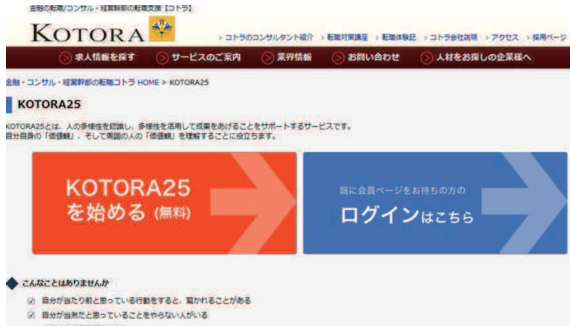 金融の転職/コンサル・経営幹部の転職支援【コトラ】
KOTORA
コトラのコンサルタント紹介 転職対策講座 転職体験記 コトラ会社説明 アクセス 採用ページ
求人情報を探す サービスのご案内 業界情報 お問い合わせ 人材をお探しの企業様へ
金融・コンサル・経営幹部の転職コトラ HOME > KOTORA25
KOTORA25
KOTORA25とは、人の多様性を認識し、多様性を活用して成果をあげることをサポートするサービスです。
自分自身の「価値観」、そして周囲の人の「価値観」を理解することに役立ちます。
KOTORA25
を始める (無料)
既に会員ページをお持ちの方の
ログインはこちら
こんなことはありませんか
自分が当たり前と思っている行動をすると、驚かれることがある
自分が当然だと思っていることをやらない人がいる